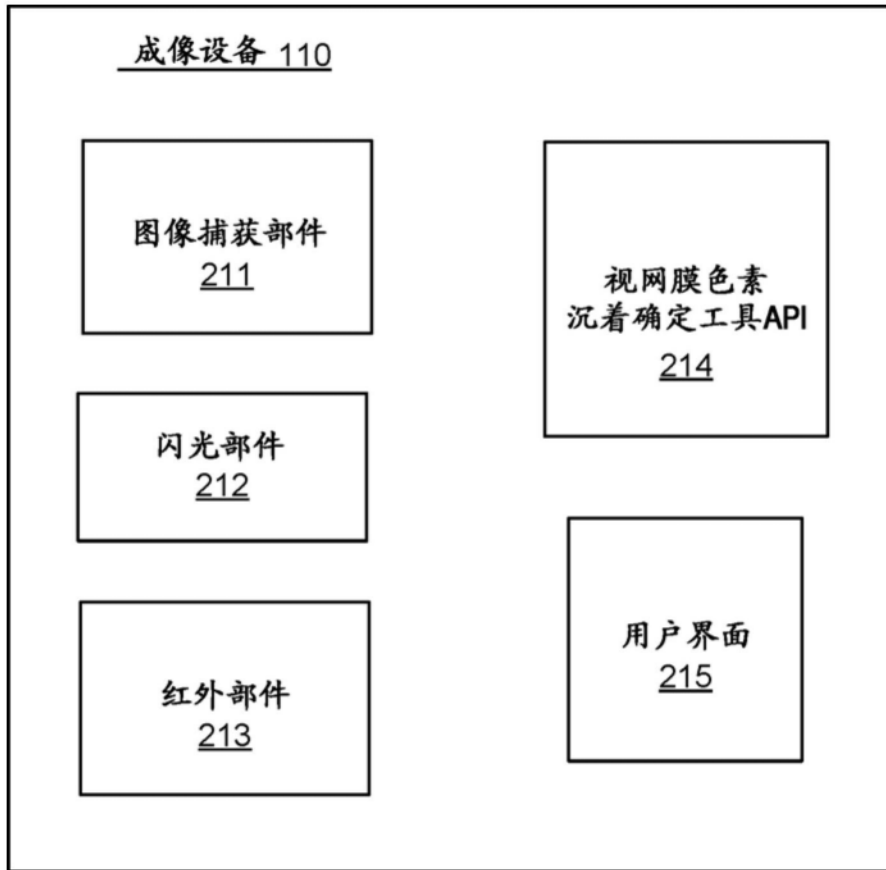 成像设备 110
图像捕获部件
211
闪光部件
212
红外部件
213
视网膜色素
沉着确定工具API
214
用户界面
215